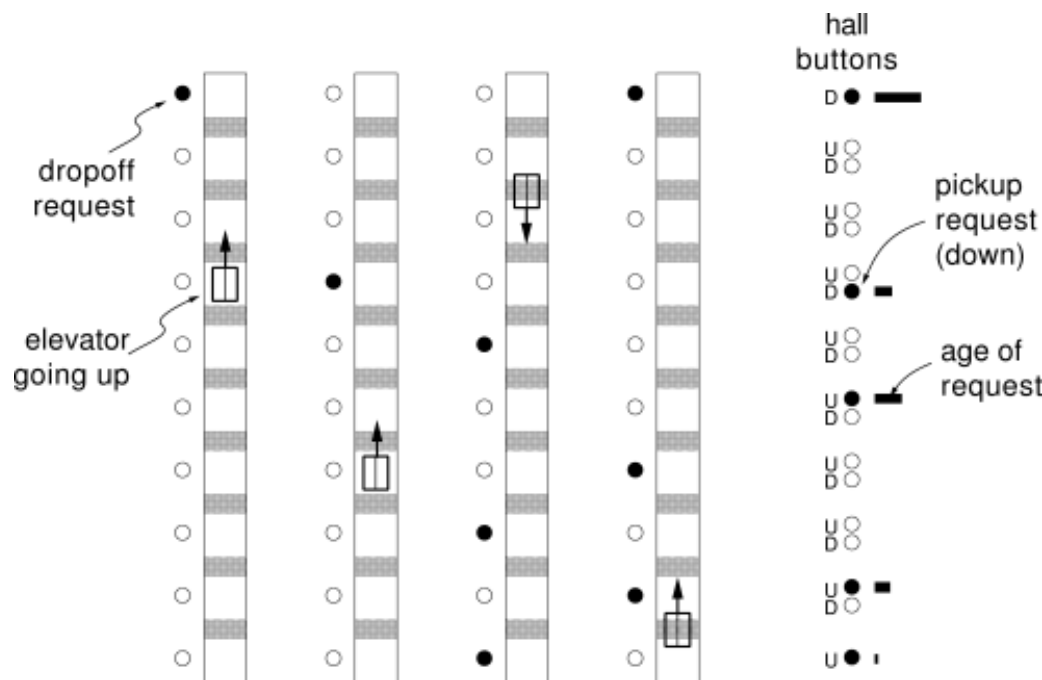 hall
buttons
D
dropoff
request
U
D
pickup
request
(down)
U
D
U
D
elevator
going up
U
D
age of
request
U
D
U
D
U
D
U
D
U